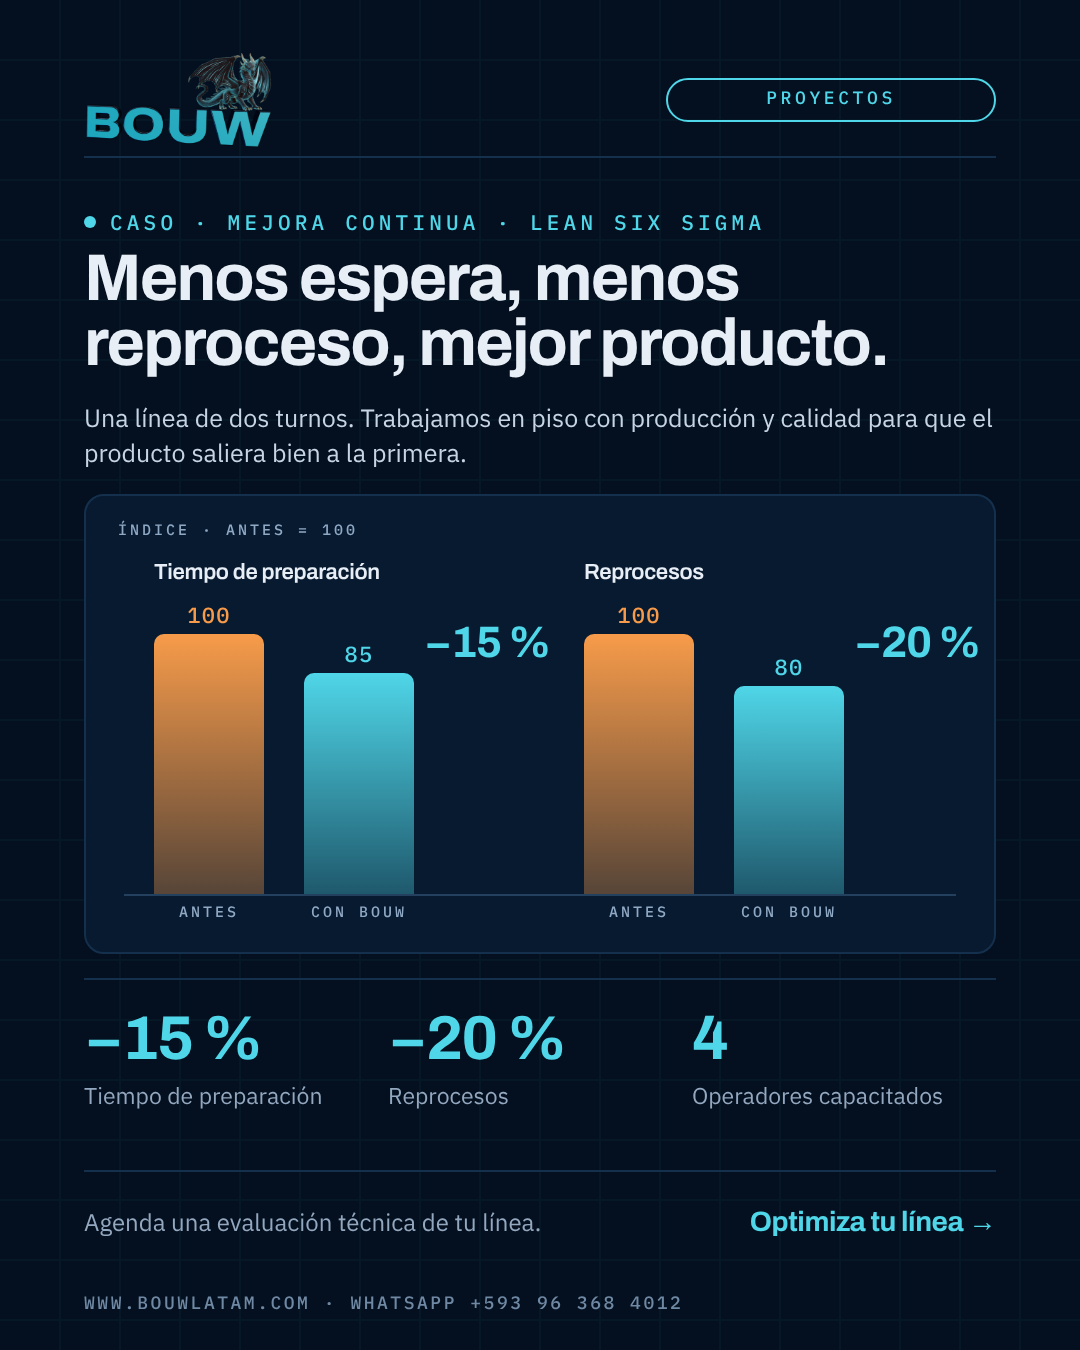 BOUW
PROYECTOS
CASO · MEJORA CONTINUA · LEAN SIX SIGMA
Menos espera, menos
reproceso, mejor producto.
Una línea de dos turnos. Trabajamos en piso con producción y calidad para que el
producto saliera bien a la primera.
ÍNDICE · ANTES = 100
Tiempo de preparación
100
85
−15 %
ANTES
CON BOUW
Reprocesos
100
80
−20 %
ANTES
CON BOUW
−15 %
Tiempo de preparación
−20 %
Reprocesos
4
Operadores capacitados
Agenda una evaluación técnica de tu línea.
Optimiza tu línea →
WWW.BOUWLATAM.COM · WHATSAPP +593 96 368 4012